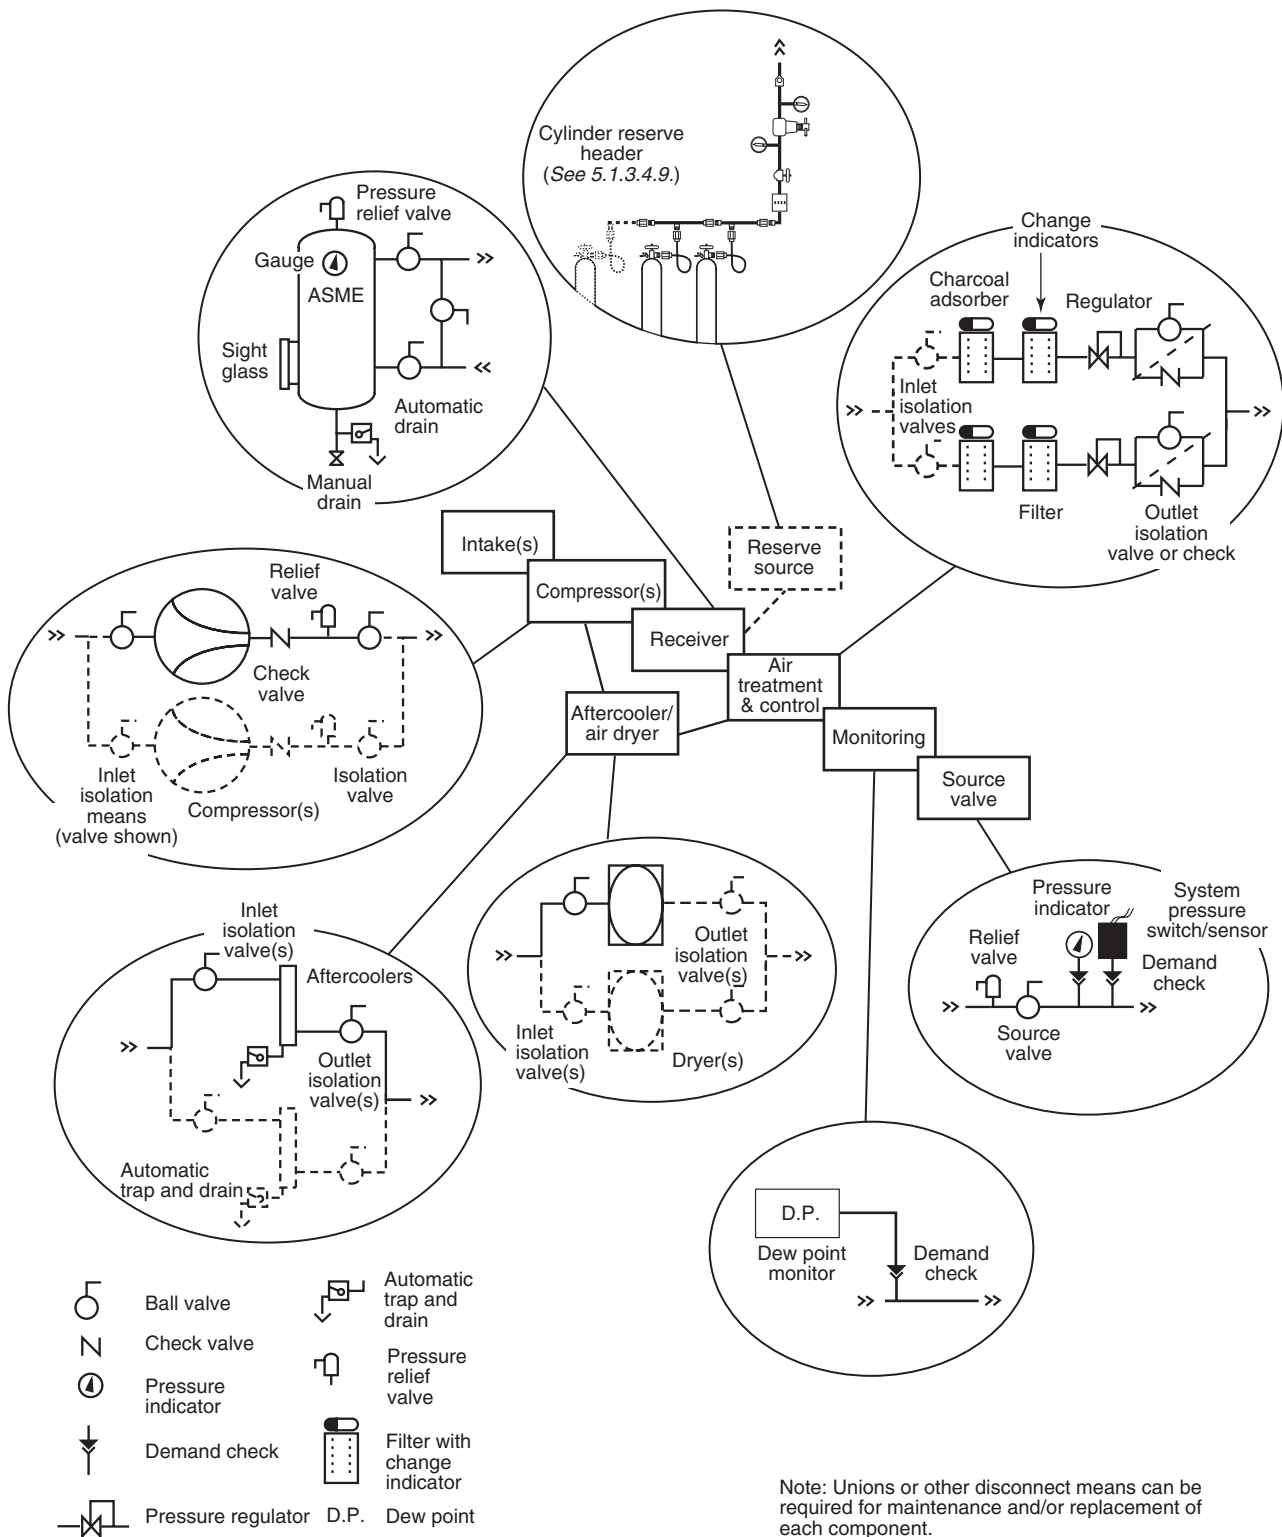 Cylinder reserve
header
(See 5.1.3.4.9.)
Pressure
relief valve
Gauge
ASME
Sight
glass
Automatic
drain
Manual
drain
Change
indicators
Charcoal
adsorber
Regulator
Inlet
isolation
valves
Filter
Outlet
isolation
valve or check
Intake(s)
Compressor(s)
Receiver
Reserve
source
Air
treatment
& control
Aftercooler/
air dryer
Monitoring
Source
valve
Relief
valve
Check
valve
Inlet
isolation
means
(valve shown)
Compressor(s)
Isolation
valve
Inlet
isolation
valve(s)
Aftercoolers
Outlet
isolation
valve(s)
Automatic
trap and drain
Outlet
isolation
valve(s)
Inlet
isolation
valve(s)
Dryer(s)
Pressure
indicator
System
pressure
switch/sensor
Relief
valve
Demand
check
Source
valve
D.P.
Dew point
monitor
Demand
check
Ball valve
Check valve
Pressure
indicator
Demand check
Pressure regulator
Automatic
trap and
drain
Pressure
relief
valve
Filter with
change
indicator
D.P. Dew point
Note: Unions or other disconnect means can be
required for maintenance and/or replacement of
each component.